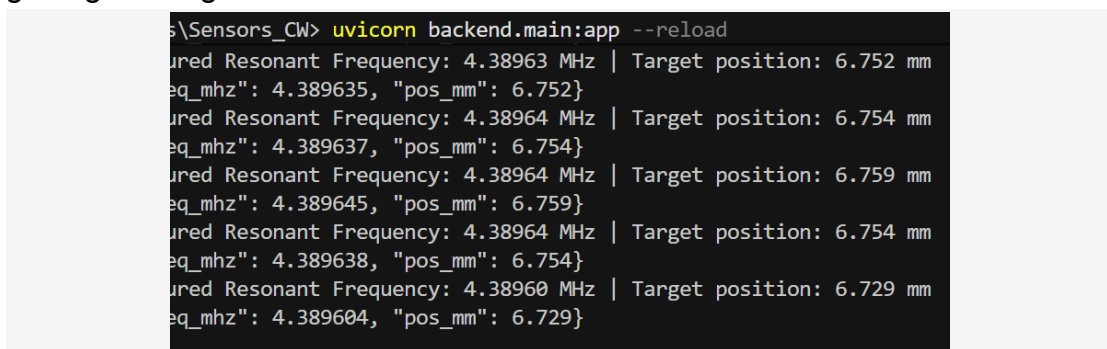 s\Sensors_CW> uvicorn backend.main:app --reload
ured Resonant Frequency: 4.38963 MHz | Target position: 6.752 mm
eq_mhz": 4.389635, "pos_mm": 6.752}
ured Resonant Frequency: 4.38964 MHz | Target position: 6.754 mm
eq_mhz": 4.389637, "pos_mm": 6.754}
ured Resonant Frequency: 4.38964 MHz | Target position: 6.759 mm
eq_mhz": 4.389645, "pos_mm": 6.759}
ured Resonant Frequency: 4.38964 MHz | Target position: 6.754 mm
eq_mhz": 4.389638, "pos_mm": 6.754}
ured Resonant Frequency: 4.38960 MHz | Target position: 6.729 mm
eq_mhz": 4.389604, "pos_mm": 6.729}